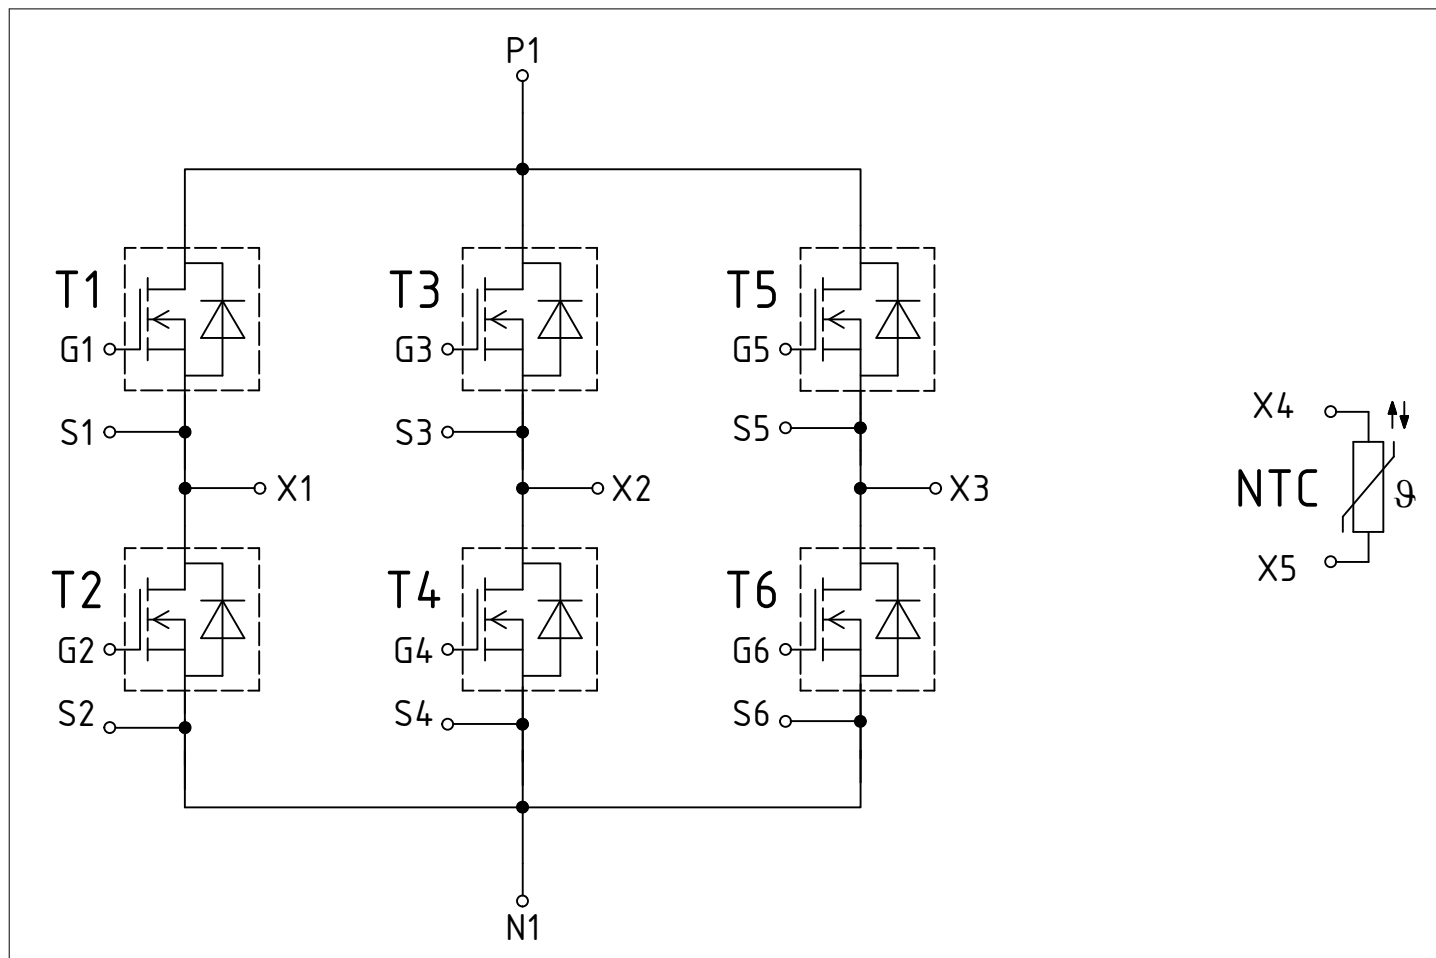 P1
T1 T3 T5
G1 G3 G5
X4
S1 S3 S5
X1 X2 X3 NTC ϑ
X5
T2 T4 T6
G2 G4 G6
S2 S4 S6
N1